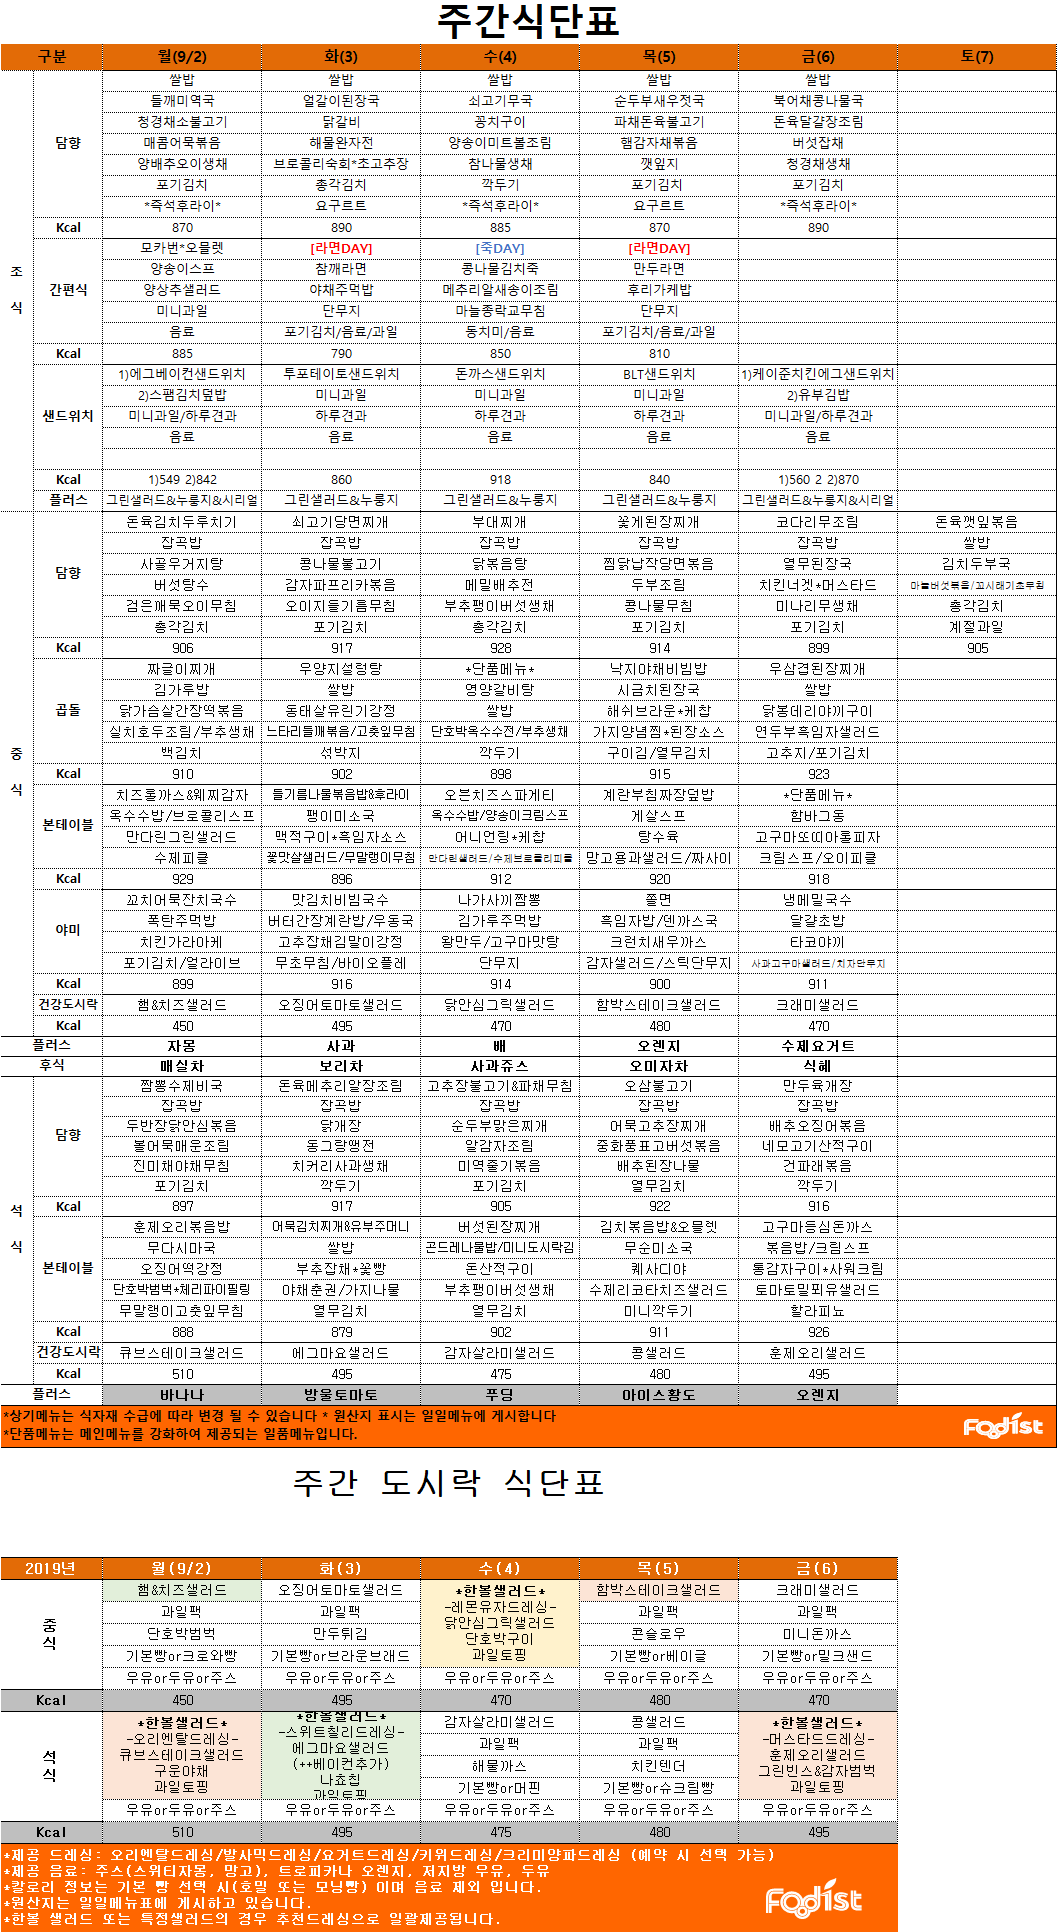 주간식단표
구분 월(9/2) 화(3) 수(4) 목(5) 금(6) 토(7)
조식
담향
쌀밥 쌀밥 쌀밥 쌀밥 쌀밥
들깨미역국 얼갈이된장국 쇠고기무국 순두부새우젓국 북어채콩나물국
청경채소불고기 닭갈비 꽁치구이 파채돈육불고기 돈육달걀장조림
매콤어묵볶음 해물완자전 양송이미트볼조림 햄감자채볶음 버섯잡채
양배추오이생채 브로콜리숙회*초고추장 참나물생채 깻잎지 청경채생채
포기김치 총각김치 깍두기 포기김치 포기김치
*즉석후라이* 요구르트 *즉석후라이* 요구르트 *즉석후라이*
Kcal 870 890 885 870 890
간편식
모카번*오믈렛 [라면DAY] [죽DAY] [라면DAY]
양송이스프 참깨라면 콩나물김치죽 만두라면
양상추샐러드 야채주먹밥 메추리알새송이조림 후리가케밥
미니과일 단무지 마늘쫑락교무침 단무지
음료 포기김치/음료/과일 동치미/음료 포기김치/음료/과일
Kcal 885 790 850 810
샌드위치
1)에그베이컨샌드위치 투포테이토샌드위치 돈까스샌드위치 BLT샌드위치 1)케이준치킨에그샌드위치
2)스팸김치덮밥 미니과일 미니과일 미니과일 2)유부김밥
미니과일/하루견과 하루견과 하루견과 하루견과 미니과일/하루견과
음료 음료 음료 음료 음료
Kcal 1)549 2)842 860 918 840 1)560 2 2)870
플러스 그린샐러드&누룽지&시리얼 그린샐러드&누룽지 그린샐러드&누룽지 그린샐러드&누룽지 그린샐러드&누룽지&시리얼
중식
담향
돈육김치두루치기 쇠고기당면찌개 부대찌개 꽃게된장찌개 코다리무조림 돈육깻잎볶음
잡곡밥 잡곡밥 잡곡밥 잡곡밥 잡곡밥 쌀밥
사골우거지탕 콩나물불고기 닭볶음탕 찜닭납작당면볶음 열무된장국 김치두부국
버섯탕수 감자파프리카볶음 메밀배추전 두부조림 치킨너겟*머스타드 마늘버섯볶음/꼬시래기초무침
검은깨묵오이무침 오이지들기름무침 부추팽이버섯생채 콩나물무침 미나리무생채 총각김치
총각김치 포기김치 총각김치 포기김치 포기김치 계절과일
Kcal 906 917 928 914 899 905
곱돌
짜글이찌개 우양지설렁탕 *단품메뉴* 낙지야채비빔밥 우삼겹된장찌개
김가루밥 쌀밥 영양갈비탕 시금치된장국 쌀밥
닭가슴살간장떡볶음 동태살유린기강정 쌀밥 해쉬브라운*케찹 닭봉데리야끼구이
실치호두조림/부추생채 느타리들깨볶음/고춧잎무침 단호박옥수수전/부추생채 가지양념찜*된장소스 연두부흑임자샐러드
백김치 섞박지 깍두기 구이김/열무김치 고추지/포기김치
Kcal 910 902 898 915 923
본테이블
치즈롤까스&웨찌감자 들기름나물볶음밥&후라이 오븐치즈스파게티 계란부침짜장덮밥 *단품메뉴*
옥수수밥/브로콜리스프 팽이미소국 옥수수밥/양송이크림스프 게살스프 함바그동
만다린그린샐러드 맥적구이*흑임자소스 어니언링*케찹 탕수육 고구마또띠아롤피자
수제피클 꽃맛살샐러드/무말랭이무침 만다린샐러드/수제브로콜리피클 망고용과샐러드/짜사이 크림스프/오이피클
Kcal 929 896 912 920 918
야미
꼬치어묵잔치국수 맛김치비빔국수 나가사끼짬뽕 쫄면 냉메밀국수
폭탄주먹밥 버터간장계란밥/우동국 김가루주먹밥 흑임자밥/덴까스국 달걀초밥
치킨가라아케 고추잡채김말이강정 왕만두/고구마맛탕 크런치새우까스 타코야끼
포기김치/얼라이브 무초무침/바이오플레 단무지 감자샐러드/스틱단무지 사과고구마샐러드/치자단무지
Kcal 899 916 914 900 911
건강도시락 햄&치즈샐러드 오징어토마토샐러드 닭안심그릭샐러드 함박스테이크샐러드 크래미샐러드
Kcal 450 495 470 480 470
플러스 자몽 사과 배 오렌지 수제요거트
후식 매실차 보리차 사과쥬스 오미자차 식혜
석식
담향
짬뽕수제비국 돈육메추리알장조림 고추장불고기&파채무침 오삼불고기 만두육개장
잡곡밥 잡곡밥 잡곡밥 잡곡밥 잡곡밥
두반장닭안심볶음 닭개장 순두부맑은찌개 어묵고추장찌개 배추오징어볶음
볼어묵매운조림 동그랑땡전 알감자조림 중화풍표고버섯볶음 네모고기산적구이
진미채야채무침 치커리사과생채 미역줄기볶음 배추된장나물 건파래볶음
포기김치 깍두기 포기김치 열무김치 깍두기
Kcal 897 917 905 922 916
본테이블
훈제오리볶음밥 어묵김치찌개&유부주머니 버섯된장찌개 김치볶음밥&오믈렛 고구마등심돈까스
무다시마국 쌀밥 곤드레나물밥/미니도시락김 무순미소국 볶음밥/크림스프
오징어떡강정 부추잡채*꽃빵 돈산적구이 퀘사디야 통감자구이*사워크림
단호박범벅*체리파이필링 야채춘권/가지나물 부추팽이버섯생채 수제리코타치즈샐러드 토마토밀푀유샐러드
무말랭이고춧잎무침 열무김치 열무김치 미니깍두기 할라피뇨
Kcal 888 879 902 911 926
건강도시락 큐브스테이크샐러드 에그마요샐러드 감자살라미샐러드 콩샐러드 훈제오리샐러드
Kcal 510 495 475 480 495
플러스 바나나 방울토마토 푸딩 아이스황도 오렌지
*상기메뉴는 식자재 수급에 따라 변경 될 수 있습니다 * 원산지 표시는 일일메뉴에 게시합니다
*단품메뉴는 메인메뉴를 강화하여 제공되는 일품메뉴입니다.
Fodist
주간 도시락 식단표
2019년 월(9/2) 화(3) 수(4) 목(5) 금(6)
중식
햄&치즈샐러드 오징어토마토샐러드 *한볼샐러드* 함박스테이크샐러드 크래미샐러드
과일팩 과일팩 -레몬유자드레싱- 과일팩 과일팩
단호박범벅 만두튀김 닭안심그릭샐러드 콘슬로우 미니돈까스
기본빵or크로와빵 기본빵or브라운브래드 단호박구이 기본빵or베이글 기본빵or밀크샌드
과일토핑
우유or두유or주스 우유or두유or주스 우유or두유or주스 우유or두유or주스 우유or두유or주스
Kcal 450 495 470 480 470
석식
*한볼샐러드* *한볼샐러드* 감자살라미샐러드 콩샐러드 *한볼샐러드*
-오리엔탈드레싱- -스위트칠리드레싱- 과일팩 과일팩 -머스타드드레싱-
큐브스테이크샐러드 에그마요샐러드 해물까스 치킨텐더 훈제오리샐러드
구운야채 (++베이컨추가) 기본빵or머핀 기본빵or슈크림빵 그린빈스&감자범벅
과일토핑 나쵸칩 과일토핑
과일토핑
우유or두유or주스 우유or두유or주스 우유or두유or주스 우유or두유or주스 우유or두유or주스
Kcal 510 495 475 480 495
*제공 드레싱: 오리엔탈드레싱/발사믹드레싱/요거트드레싱/키위드레싱/크리미양파드레싱 (예약 시 선택 가능)
*제공 음료: 주스(스위티자몽, 망고), 트로피카나 오렌지, 저지방 우유, 두유
*칼로리 정보는 기본 빵 선택 시(호밀 또는 모닝빵) 이며 음료 제외 입니다.
*원산지는 일일메뉴표에 게시하고 있습니다.
*한볼 샐러드 또는 특정샐러드의 경우 추천드레싱으로 일괄제공됩니다.
Fodist